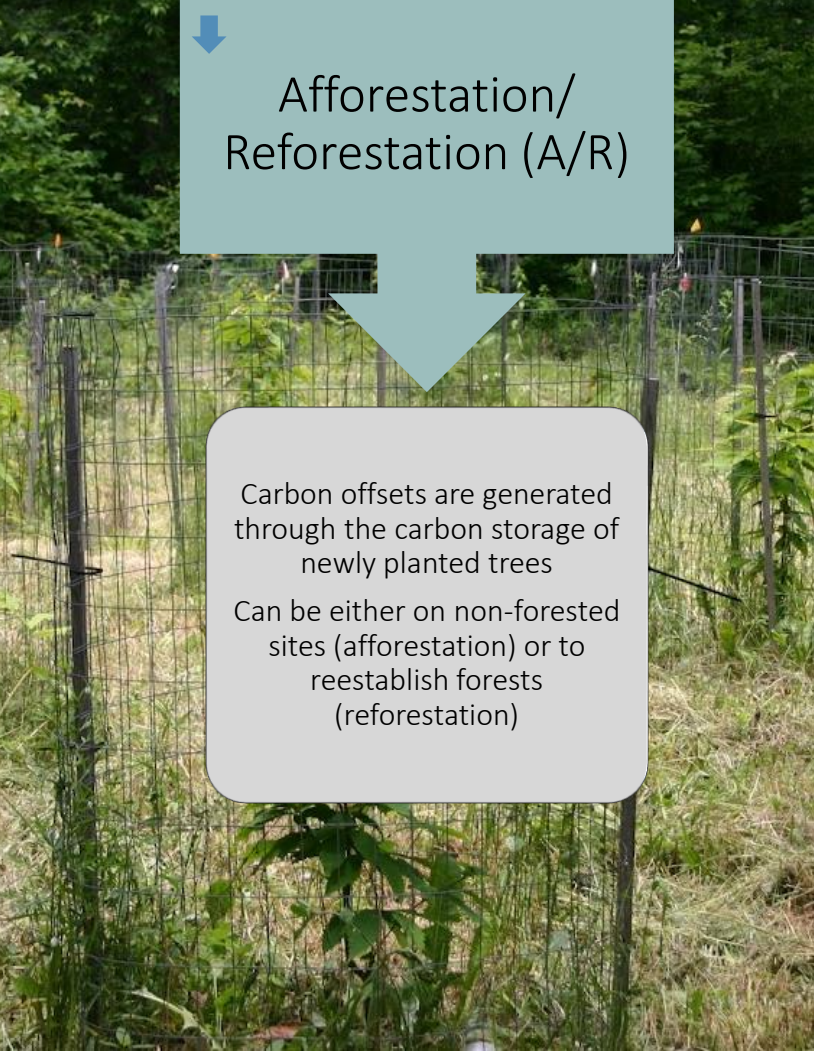 Afforestation/
Reforestation (A/R)
Carbon offsets are generated
through the carbon storage of
newly planted trees
Can be either on non-forested
sites (afforestation) or to
reestablish forests
(reforestation)